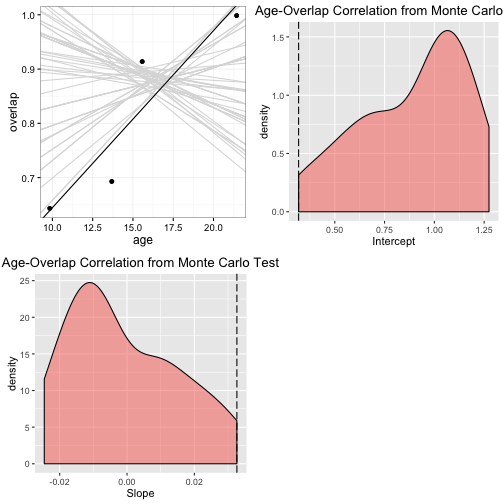 1.0
0.9
0.8
0.7
overlap
10.0 12.5 15.0 17.5 20.0
age
Age-Overlap Correlation from Monte Carlo
1.5
1.0
0.5
0.0
density
0.50 0.75 1.00 1.25
Intercept
Age-Overlap Correlation from Monte Carlo Test
25
20
15
10
5
0
density
-0.02 0.00 0.02
Slope